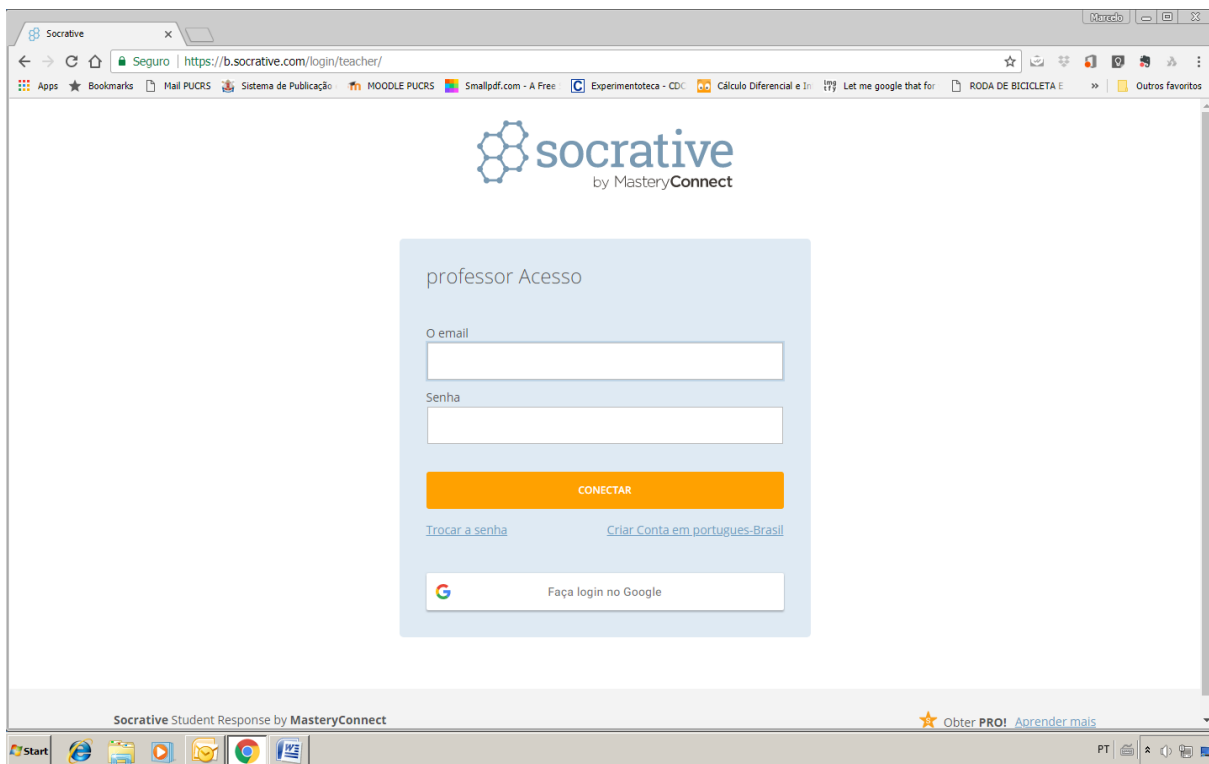 Marcelo
Socrative
Seguro | https://b.socrative.com/login/teacher/
Apps Bookmarks Mail PUCRS Sistema de Publicação MOODLE PUCRS Smallpdf.com - A Free Experimentoteca - CDC Cálculo Diferencial e In Let me google that for RODA DE BICICLETA E » Outros favoritos
socrative
by MasteryConnect
professor Acesso
O email
Senha
CONECTAR
Trocar a senha Criar Conta em portugues-Brasil
Faça login no Google
Socrative Student Response by MasteryConnect Obter PRO! Aprender mais
Start PT